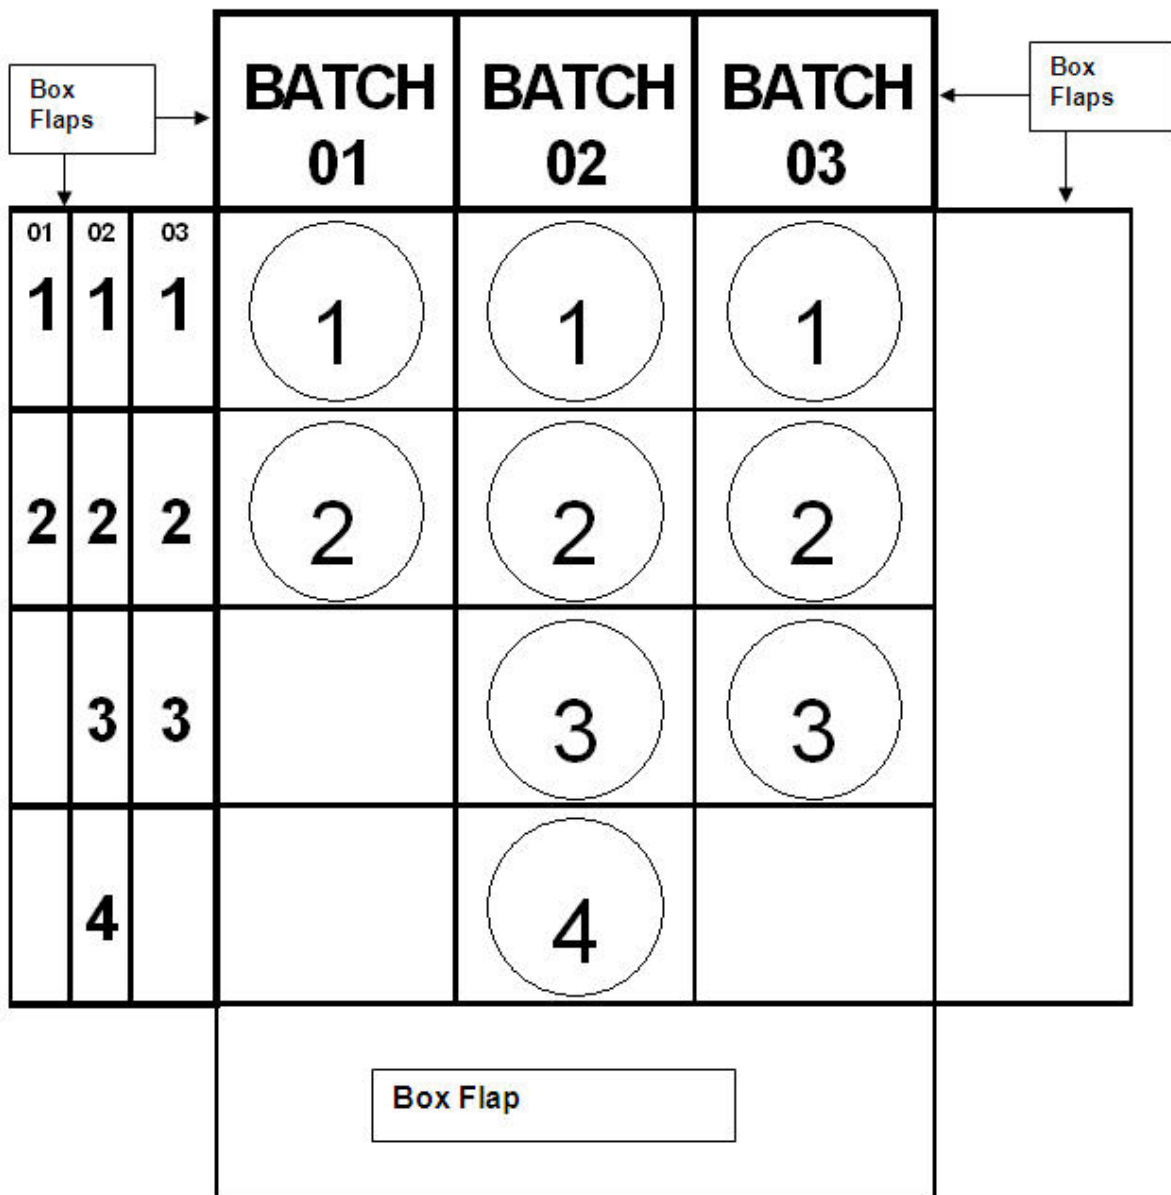 BATCH BATCH BATCH
01 02 03
Box
Flaps
Box
Flaps
01 02 03
1 1 1 1 1 1
2 2 2 2 2 2
3 3 3 3
4 4
Box Flap